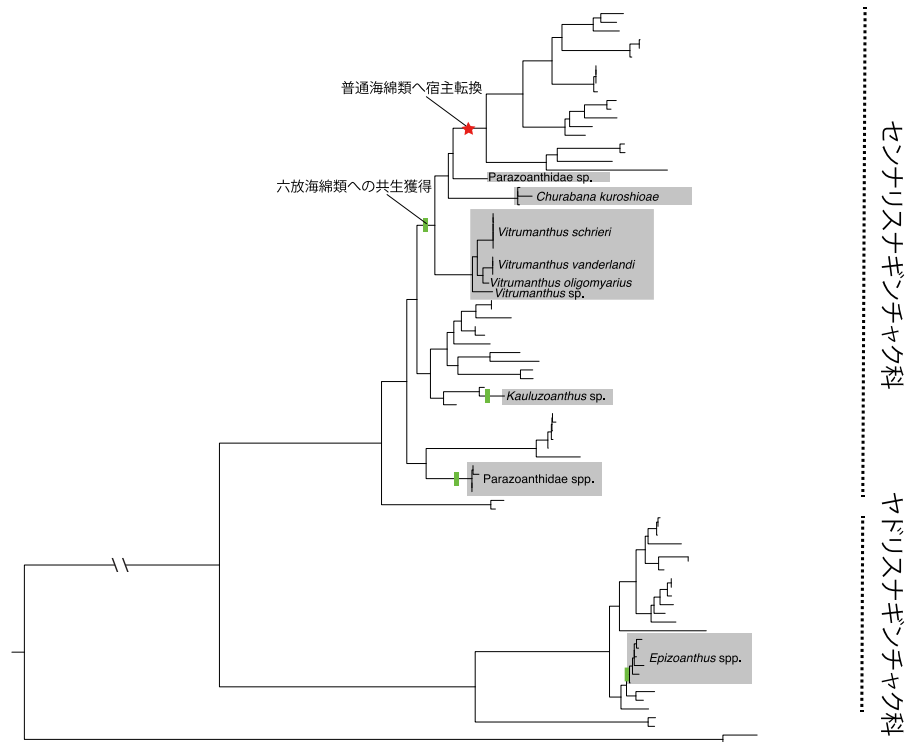 普通海綿類へ宿主転換
六放海綿類への共生獲得
Parazoanthidae sp.
Churabana kuroshioae
Vitrumanthus schrieri
Vitrumanthus vanderlandi
Vitrumanthus oligomyarius
Vitrumanthus sp.
Kauluzoanthus sp.
Parazoanthidae spp.
Epizoanthus spp.
センナリスナギンチャク科
ヤドリスナギンチャク科